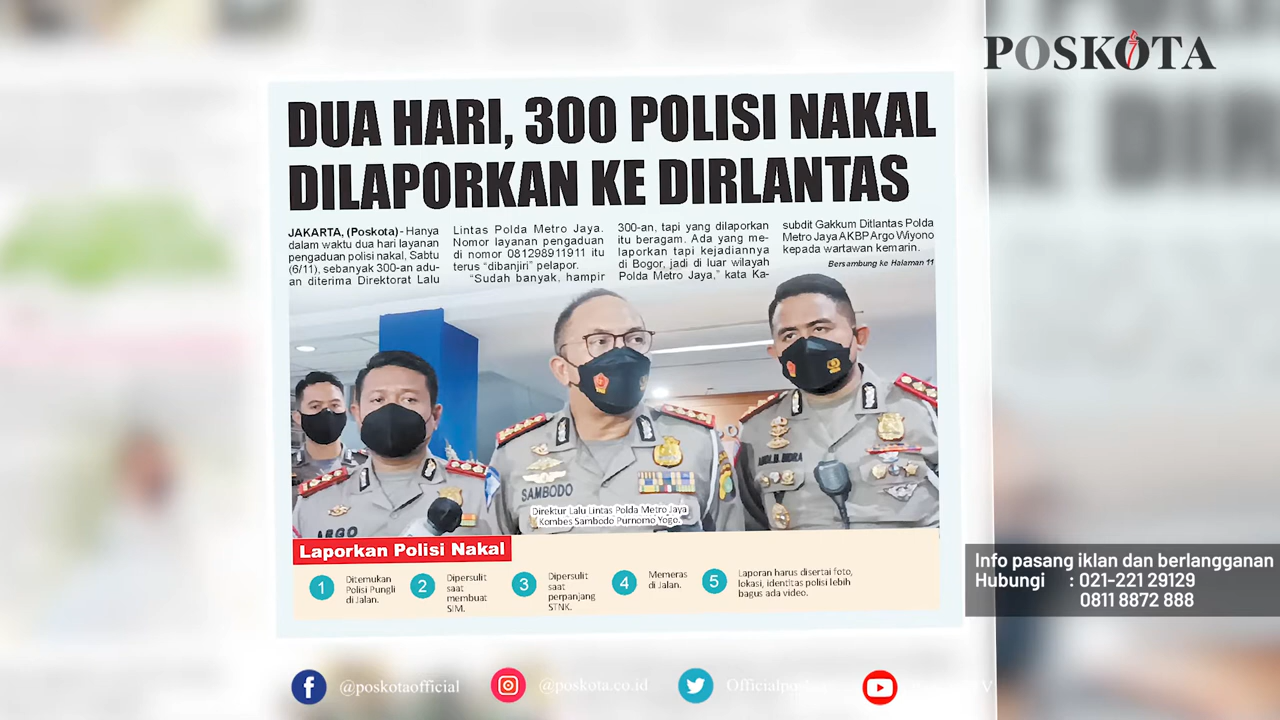 POSKOTA
DUA HARI, 300 POLISI NAKAL
DILAPORKAN KE DIRLANTAS
JAKARTA, (Poskota) - Hanya
dalam waktu dua hari layanan
pengaduan polisi nakal, Sabtu
(6/11), sebanyak 300-an adu-
an diterima Direktorat Lalu
Lintas Polda Metro Jaya.
Nomor layanan pengaduan
di nomor 081298911911 itu
terus "dibanjiri" pelapor.
"Sudah banyak, hampir
300-an, tapi yang dilaporkan
itu beragam. Ada yang me-
laporkan tapi kejadiannya
di Bogor, jadi di luar wilayah
Polda Metro Jaya," kata Ka-
subdit Gakkum Ditlantas Polda
Metro Jaya AKBP Argo Wiyono
kepada wartawan kemarin.
Bersambung ke Halaman 11
ARGO
SAMBODO
Direktur Lalu Lintas Polda Metro Jaya
Kombes Sambodo Purnomo Yogo.
Laporkan Polisi Nakal
1 Ditemukan
Polisi Pungli
di Jalan.
2 Dipersulit
saat
membuat
SIM.
3 Dipersulit
saat
perpanjang
STNK.
4 Memeras
di Jalan.
5 Laporan harus disertai foto,
lokasi, identitas polisi lebih
bagus ada video.
Info pasang iklan dan berlangganan
Hubungi : 021-221 29129
0811 8872 888
@poskotaofficial
@poskota.co.id